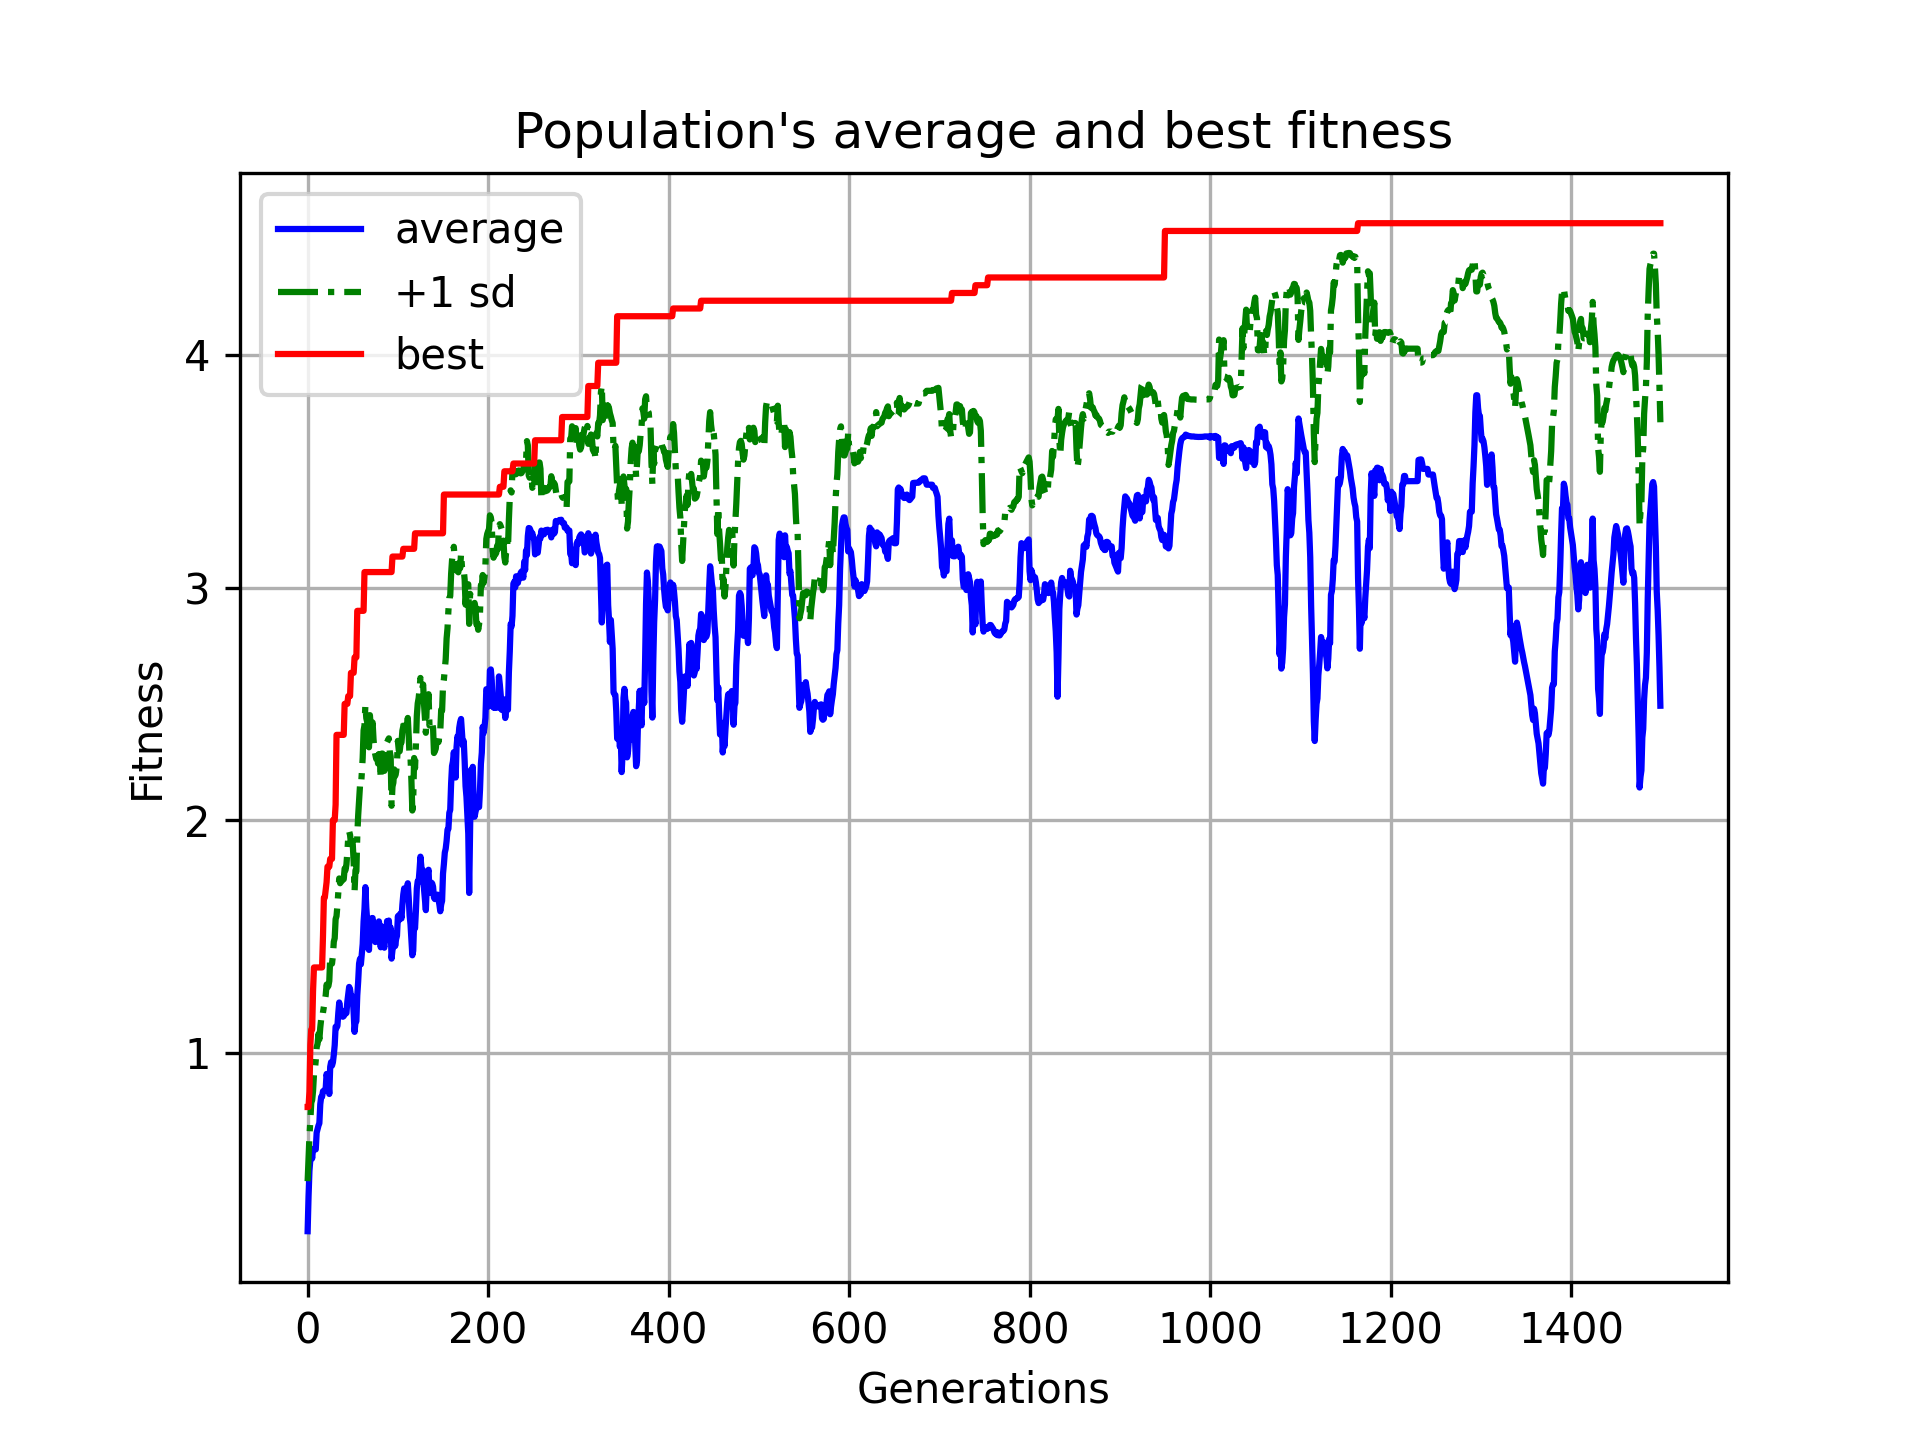 Population's average and best fitness
average
+1 sd
best
4
3
2
1
Fitness
0 200 400 600 800 1000 1200 1400
Generations